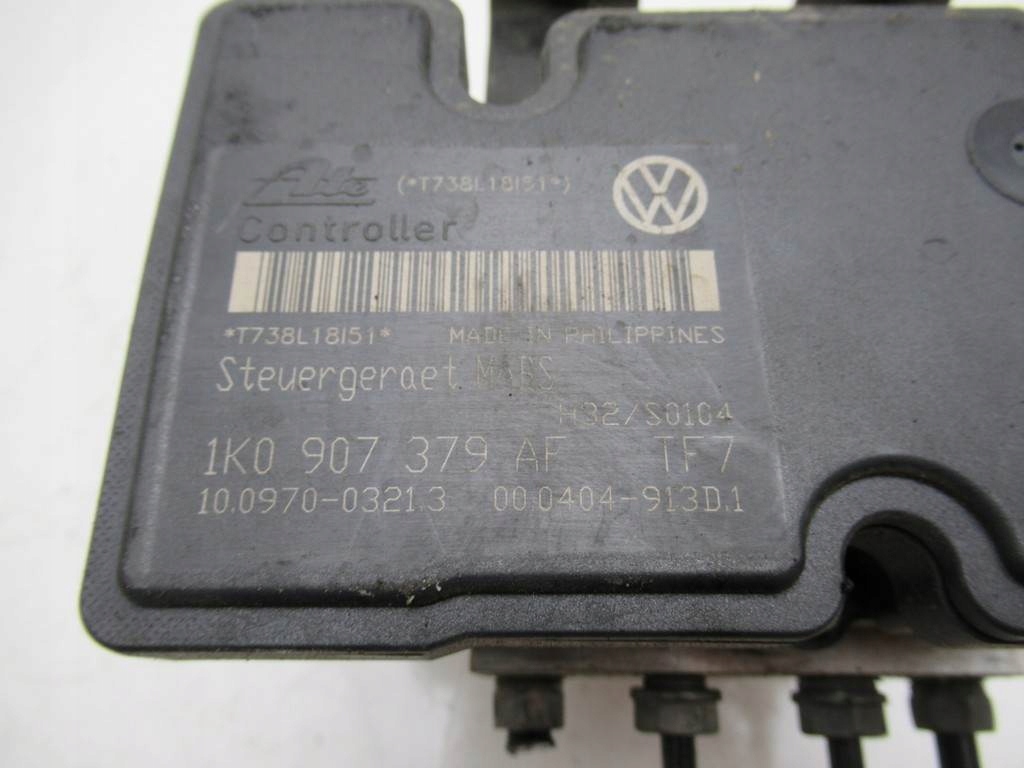 Ate (*T738L18I51*)
Controller
*T738L18I51* MADE IN PHILIPPINES
Steuergeraet MABS
H32/S0104
1K0 907 379 AF TF7
10.0970-0321.3 00.0404-913D.1